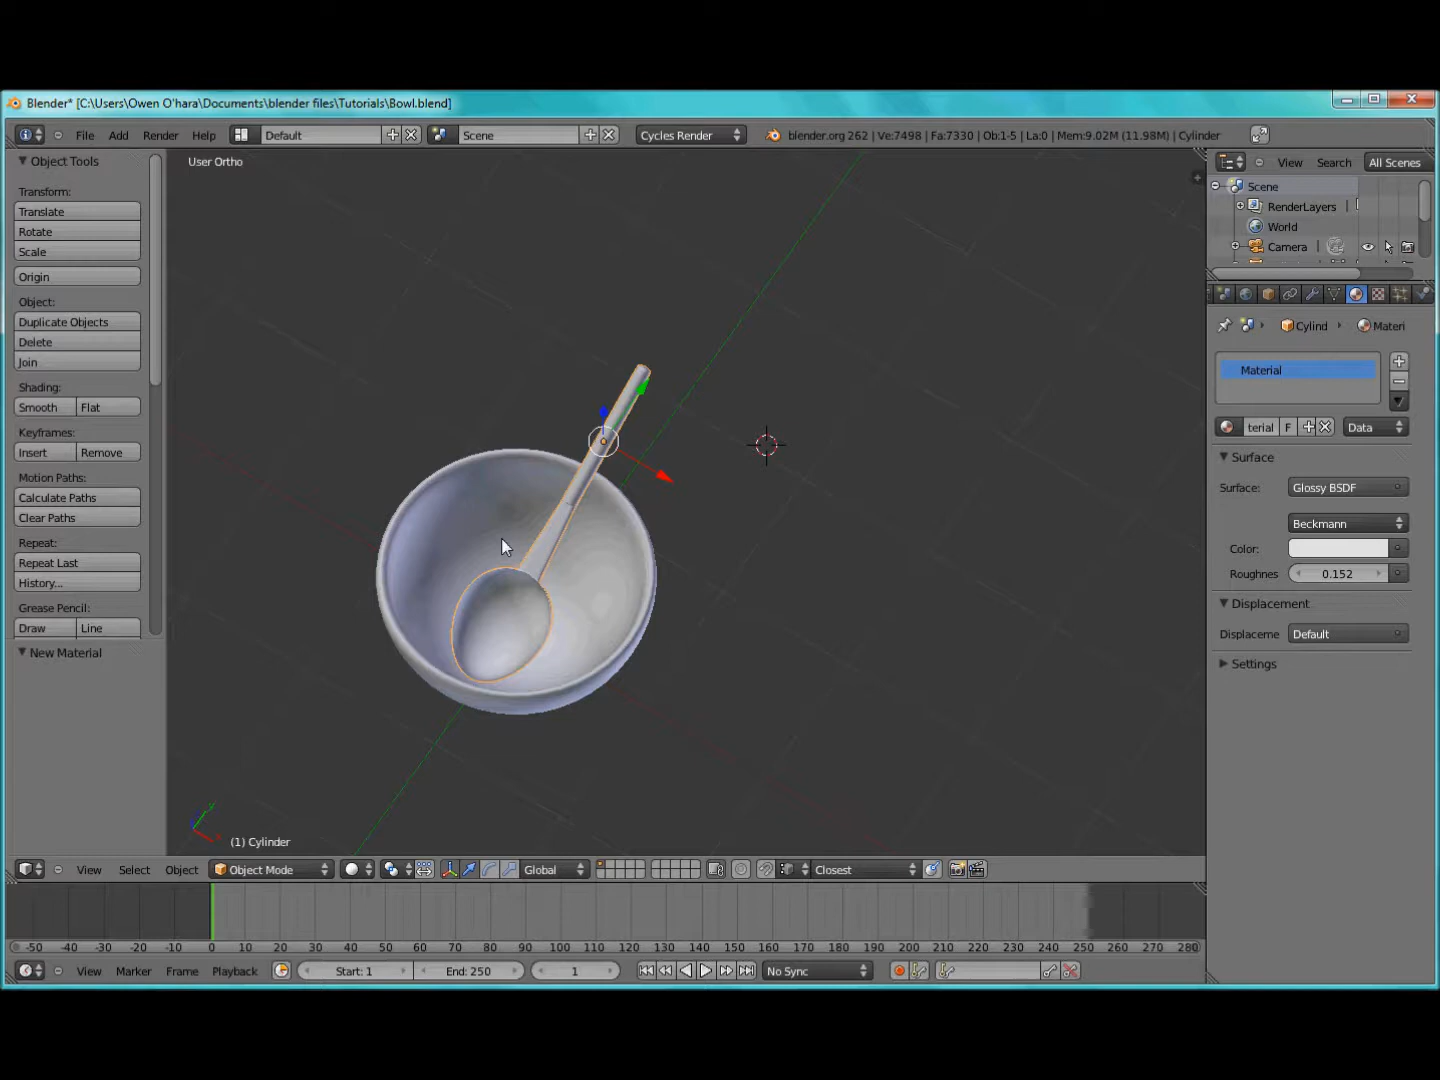 Blender* [C:\Users\Owen O'hara\Documents\blender files\Tutorials\Bowl.blend]
File Add Render Help Default Scene Cycles Render blender.org 262 | Ve:7498 | Fa:7330 | Ob:1-5 | La:0 | Mem:9.02M (11.98M) | Cylinder
Object Tools
Transform:
Translate
Rotate
Scale
Origin
Object:
Duplicate Objects
Delete
Join
Shading:
Smooth Flat
Keyframes:
Insert Remove
Motion Paths:
Calculate Paths
Clear Paths
Repeat:
Repeat Last
History...
Grease Pencil:
Draw Line
New Material
User Ortho
(1) Cylinder
View Search All Scenes
Scene
RenderLayers |
World
Camera
Cylind Materi
Material
terial F Data
Surface
Surface: Glossy BSDF
Beckmann
Color:
Roughnes 0.152
Displacement
Displaceme Default
Settings
View Select Object Object Mode Global Closest
-50 -40 -30 -20 -10 0 10 20 30 40 50 60 70 80 90 100 110 120 130 140 150 160 170 180 190 200 210 220 230 240 250 260 270 280
View Marker Frame Playback Start: 1 End: 250 1 No Sync